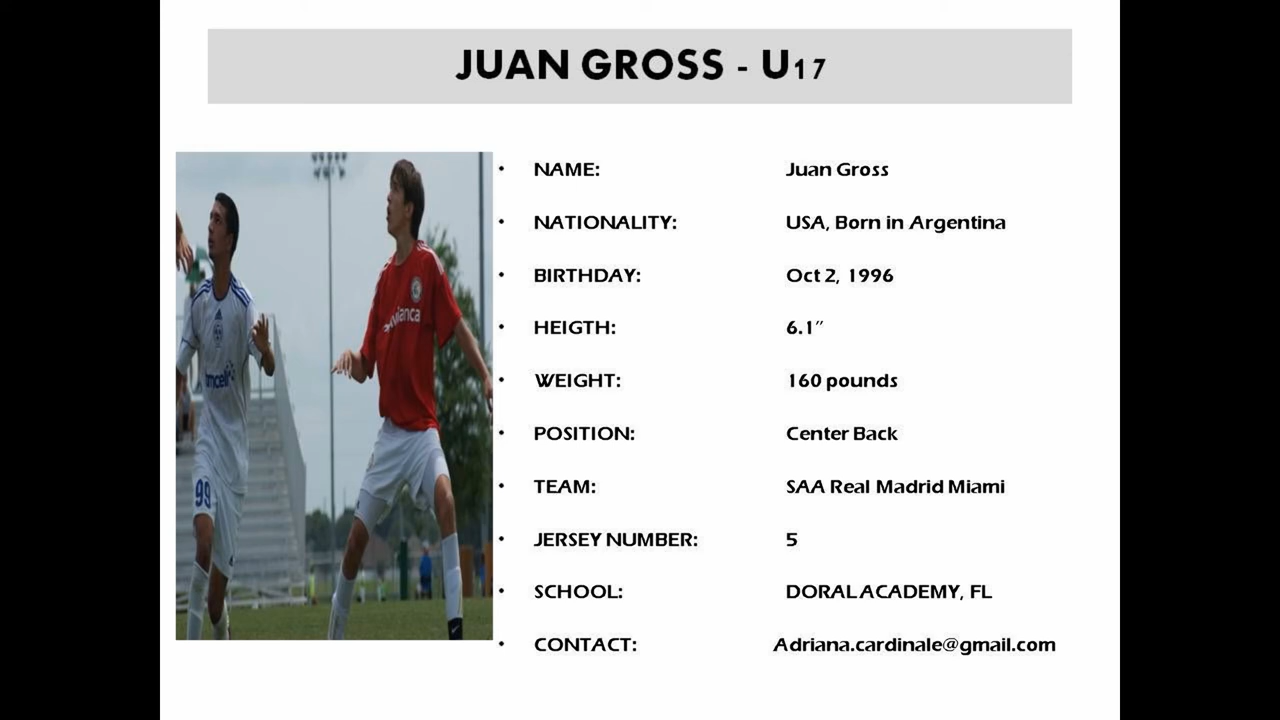 JUAN GROSS - U17
• NAME: Juan Gross
• NATIONALITY: USA, Born in Argentina
• BIRTHDAY: Oct 2, 1996
• HEIGTH: 6.1″
• WEIGHT: 160 pounds
• POSITION: Center Back
• TEAM: SAA Real Madrid Miami
• JERSEY NUMBER: 5
• SCHOOL: DORAL ACADEMY, FL
• CONTACT: Adriana.cardinale@gmail.com
99